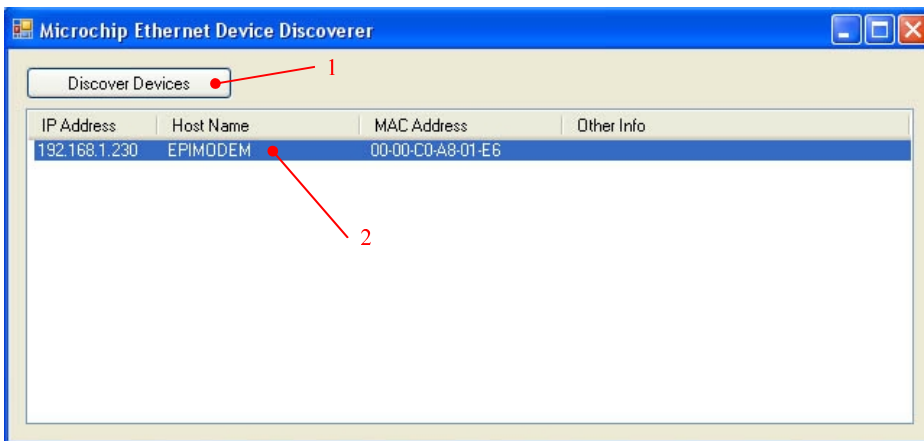 Microchip Ethernet Device Discoverer
Discover Devices 1
IP Address Host Name MAC Address Other Info
192.168.1.230 EPIMODEM 00-00-C0-A8-01-E6
2